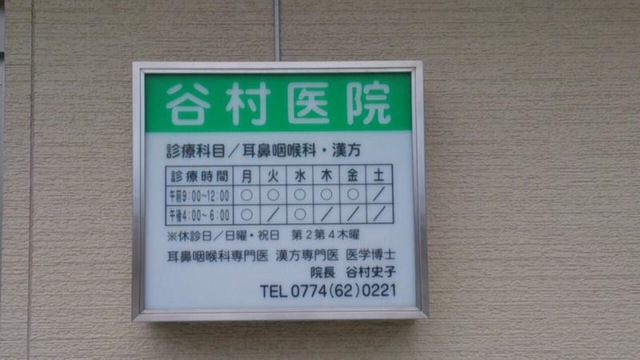 谷村医院
診療科目／耳鼻咽喉科・漢方
診療時間 月 火 水 木 金 土
午前9:00～12:00 ○ ○ ○ ○ ○ ／
午後4:00～6:00 ○ ／ ○ ／ ／ ／
※休診日／日曜・祝日 第2第4木曜
耳鼻咽喉科専門医 漢方専門医 医学博士
院長 谷村史子
TEL 0774(62)0221